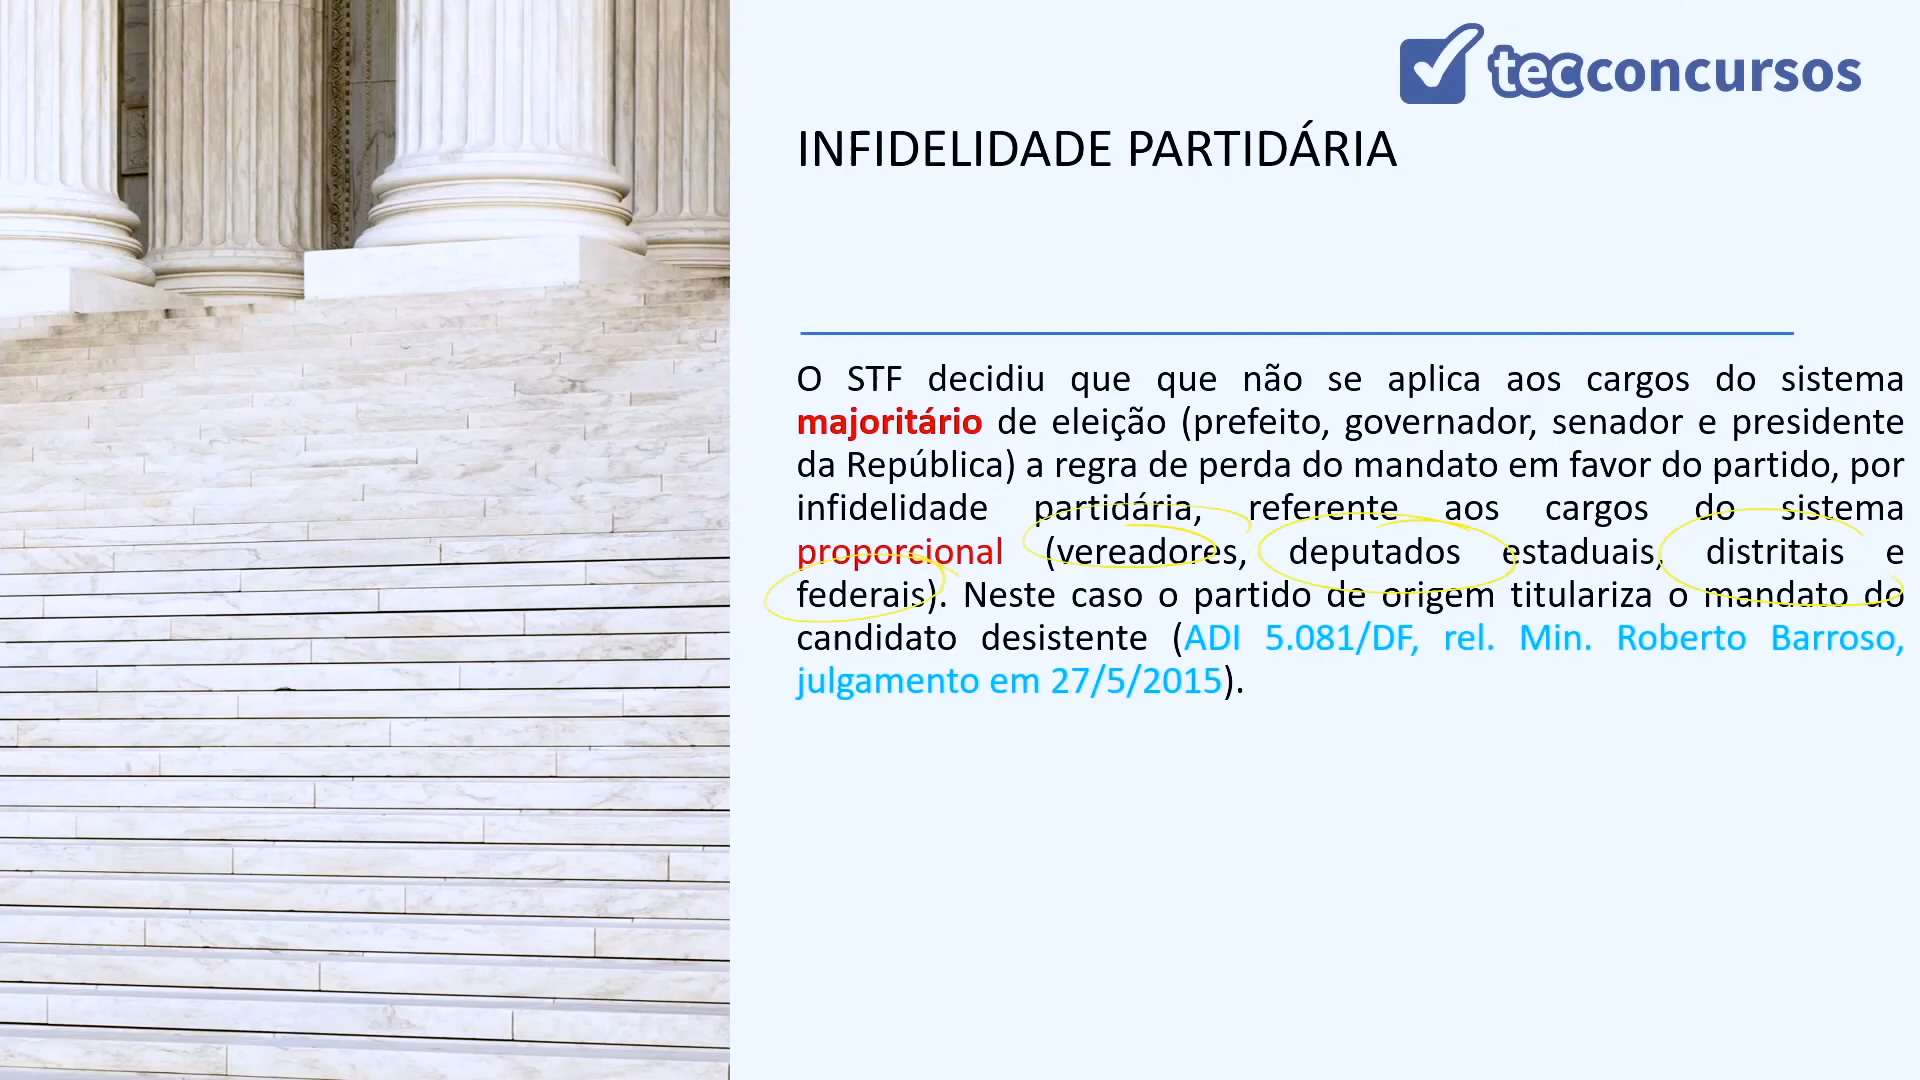 tecconcursos
INFIDELIDADE PARTIDÁRIA
O STF decidiu que que não se aplica aos cargos do sistema
majoritário de eleição (prefeito, governador, senador e presidente
da República) a regra de perda do mandato em favor do partido, por
infidelidade partidária, referente aos cargos do sistema
proporcional (vereadores, deputados estaduais, distritais e
federais). Neste caso o partido de origem titulariza o mandato do
candidato desistente (ADI 5.081/DF, rel. Min. Roberto Barroso,
julgamento em 27/5/2015).